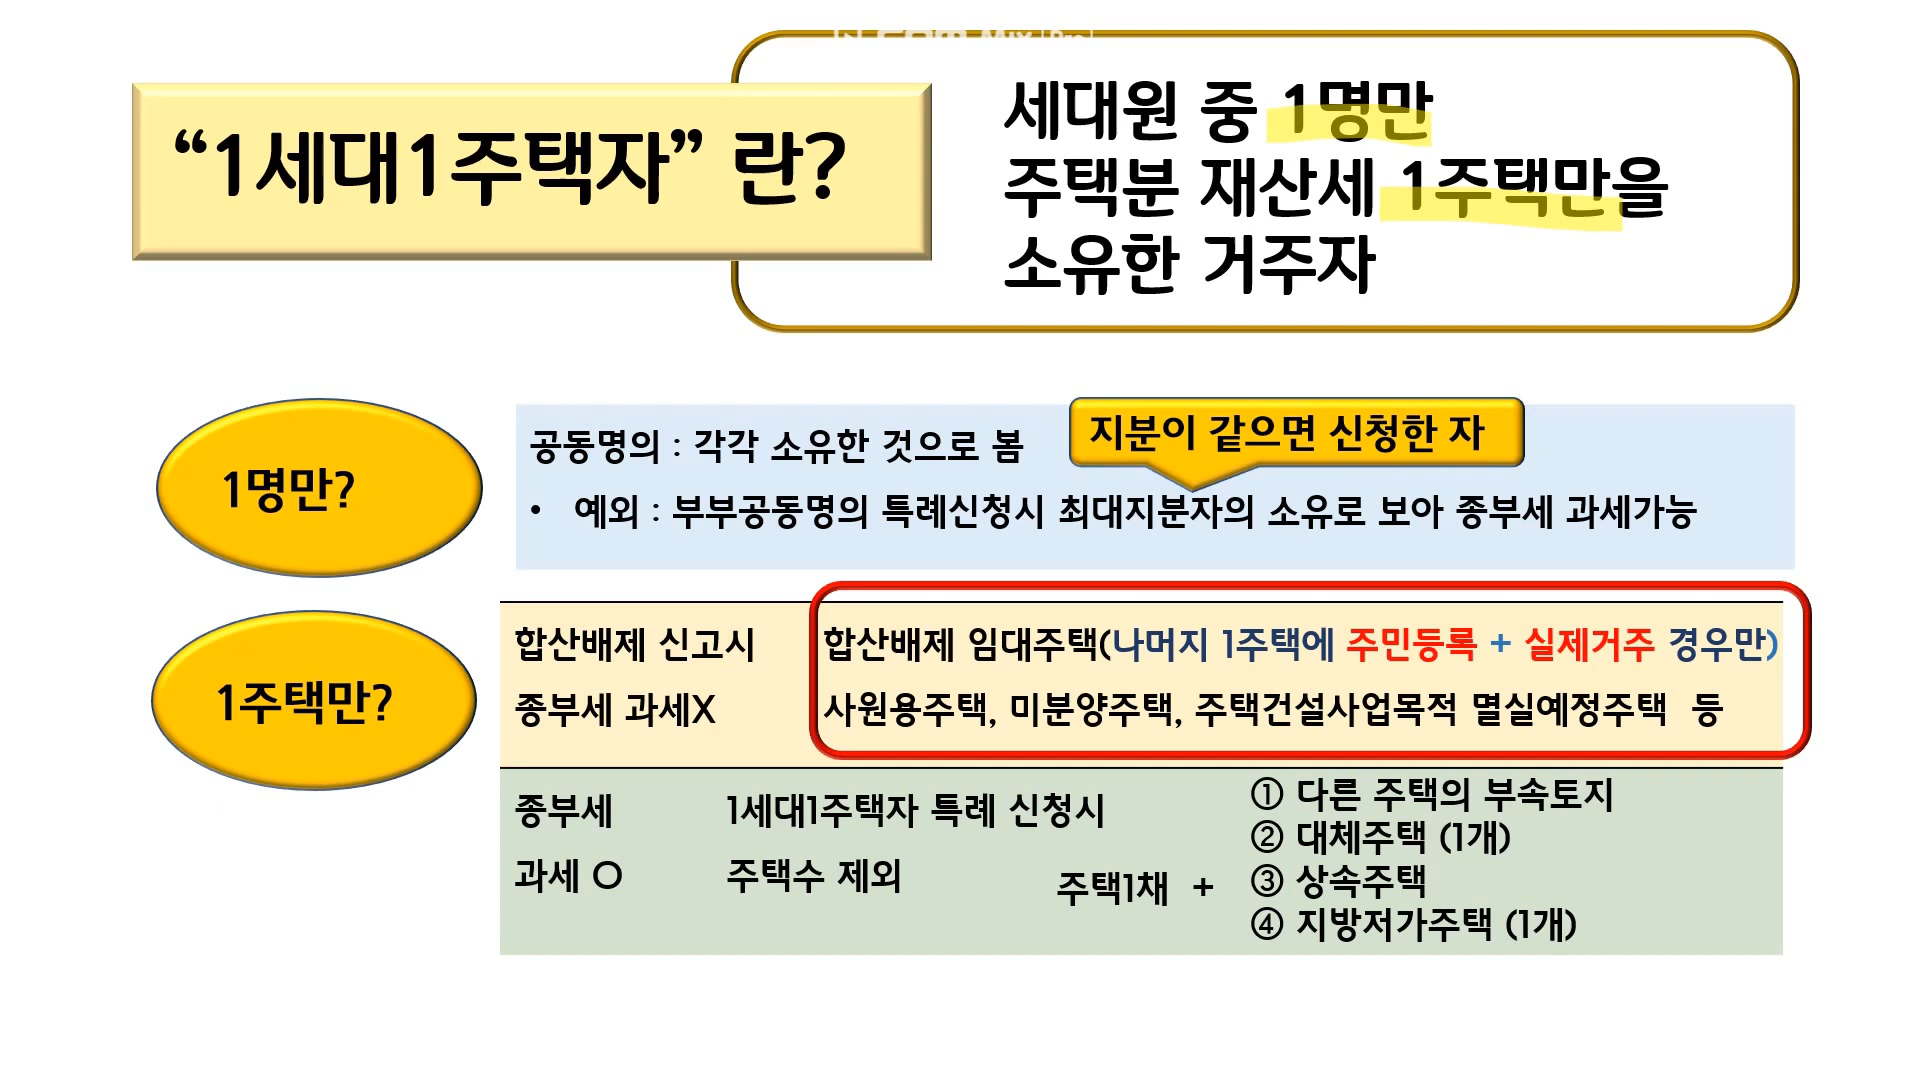 “1세대1주택자” 란?
세대원 중 1명만
주택분 재산세 1주택만을
소유한 거주자
1명만?
공동명의 : 각각 소유한 것으로 봄
지분이 같으면 신청한 자
• 예외 : 부부공동명의 특례신청시 최대지분자의 소유로 보아 종부세 과세가능
1주택만?
합산배제 신고시
종부세 과세X
합산배제 임대주택(나머지 1주택에 주민등록 + 실제거주 경우만)
사원용주택, 미분양주택, 주택건설사업목적 멸실예정주택 등
종부세
과세 O
1세대1주택자 특례 신청시
주택수 제외
주택1채 +
① 다른 주택의 부속토지
② 대체주택 (1개)
③ 상속주택
④ 지방저가주택 (1개)